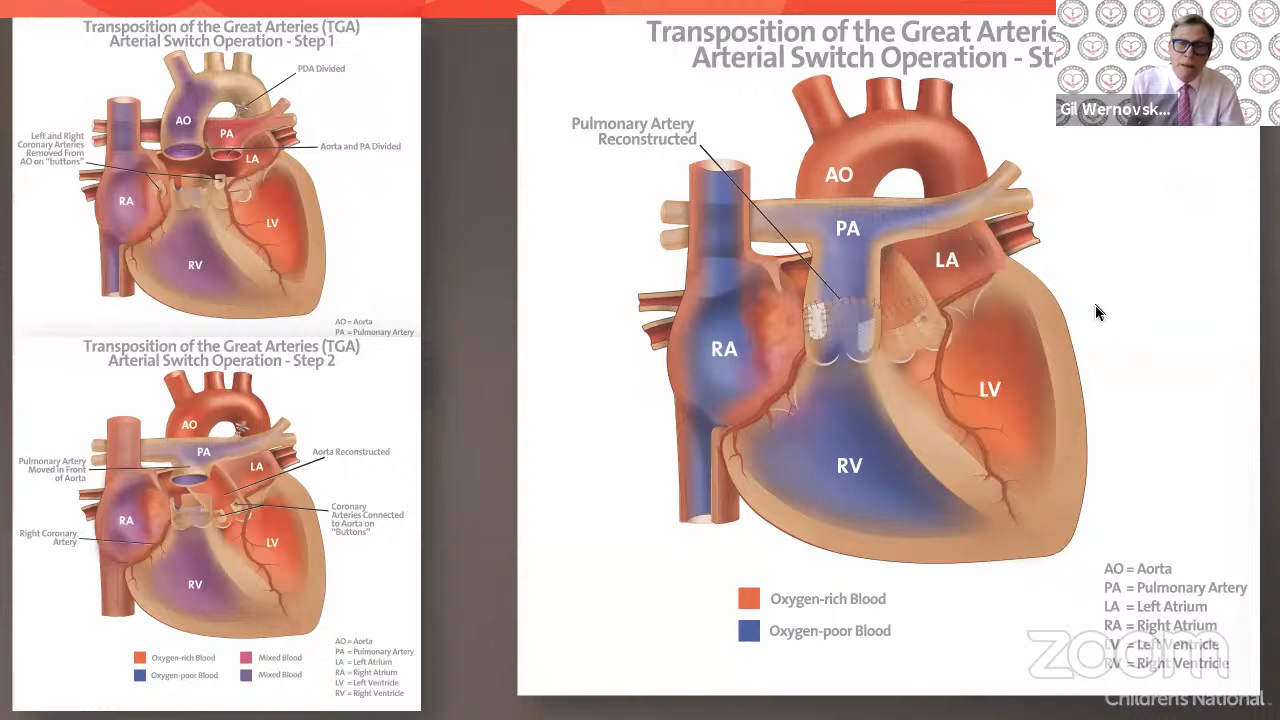 Transposition of the Great Arteries (TGA)
Arterial Switch Operation - Step 1
PDA Divided
AO
PA
Left and Right
Coronary Arteries
Removed From
AO on "buttons"
Aorta and PA Divided
LA
RA
LV
RV
AO = Aorta
PA = Pulmonary Artery
Transposition of the Great Arteries (TGA)
Arterial Switch Operation - Step 2
AO
PA
Aorta Reconstructed
Pulmonary Artery
Moved in Front
of Aorta
LA
Coronary
Arteries Connected
to Aorta on
"Buttons"
RA
Right Coronary
Artery
LV
RV
AO = Aorta
PA = Pulmonary Artery
LA = Left Atrium
RA = Right Atrium
LV = Left Ventricle
RV = Right Ventricle
Oxygen-rich Blood
Mixed Blood
Oxygen-poor Blood
Mixed Blood
Transposition of the Great Arterie
Arterial Switch Operation - St
Gil Wernovsk...
Pulmonary Artery
Reconstructed
AO
PA
LA
RA
LV
RV
Oxygen-rich Blood
Oxygen-poor Blood
AO = Aorta
PA = Pulmonary Artery
LA = Left Atrium
RA = Right Atrium
LV = Left Ventricle
RV = Right Ventricle
zoom
Children's National